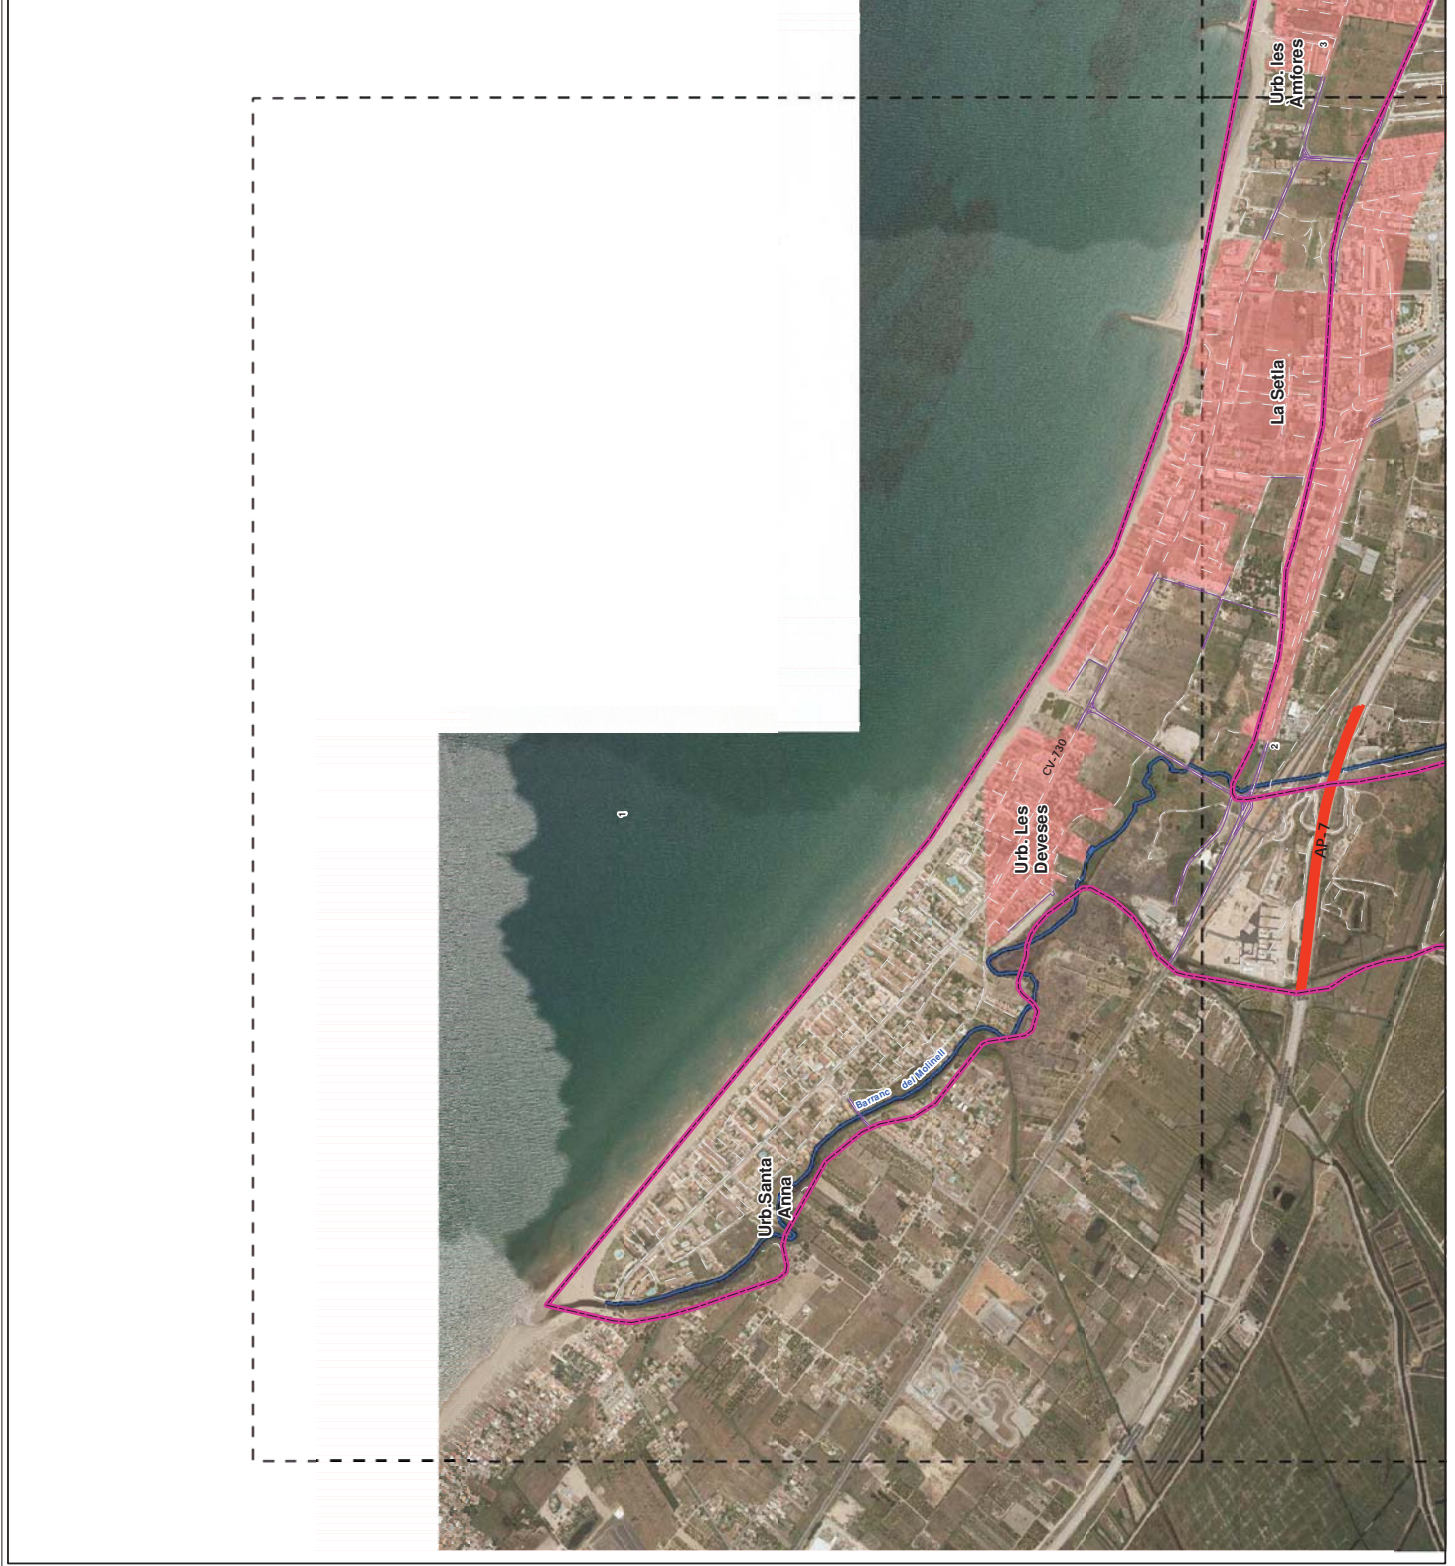 Urb. les
Àmfores
3
La Setla
2
1
CV-730
Urb. Les
Deveses
AP-7
Barranc del Molinell
Urb.Santa
Anna